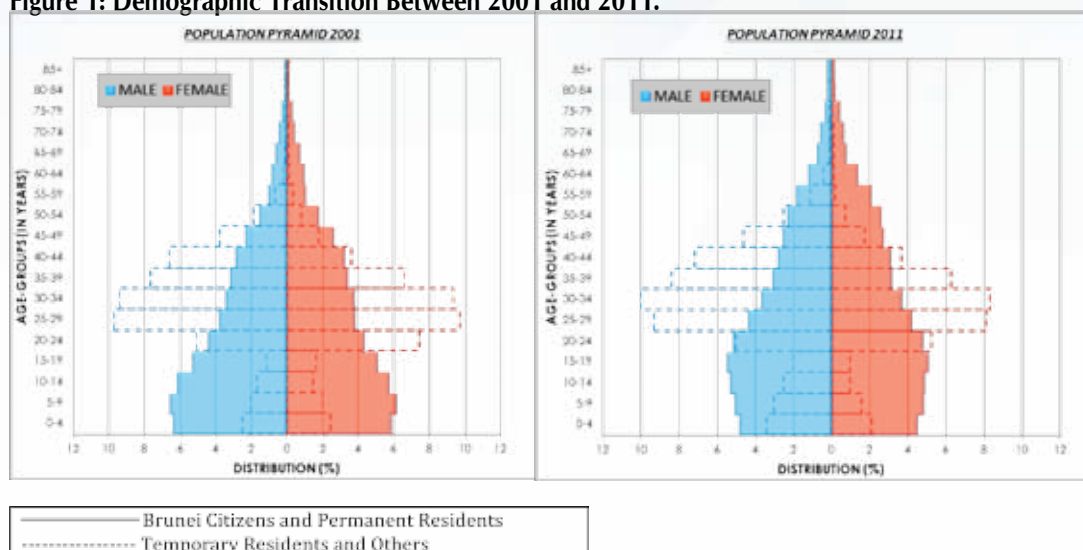 Figure 1: Demographic Transition Between 2001 and 2011.
POPULATION PYRAMID 2001
MALE FEMALE
AGE-GROUPS (IN YEARS)
85+
80-84
75-79
70-74
65-69
60-64
55-59
50-54
45-49
40-44
35-39
30-34
25-29
20-24
15-19
10-14
5-9
0-4
12 10 8 6 4 2 0 2 4 6 8 10 12
DISTRIBUTION (%)
POPULATION PYRAMID 2011
MALE FEMALE
AGE-GROUPS (IN YEARS)
85+
80-84
75-79
70-74
65-69
60-64
55-59
50-54
45-49
40-44
35-39
30-34
25-29
20-24
15-19
10-14
5-9
0-4
12 10 8 6 4 2 0 2 4 6 8 10 12
DISTRIBUTION (%)
Brunei Citizens and Permanent Residents
Temporary Residents and Others